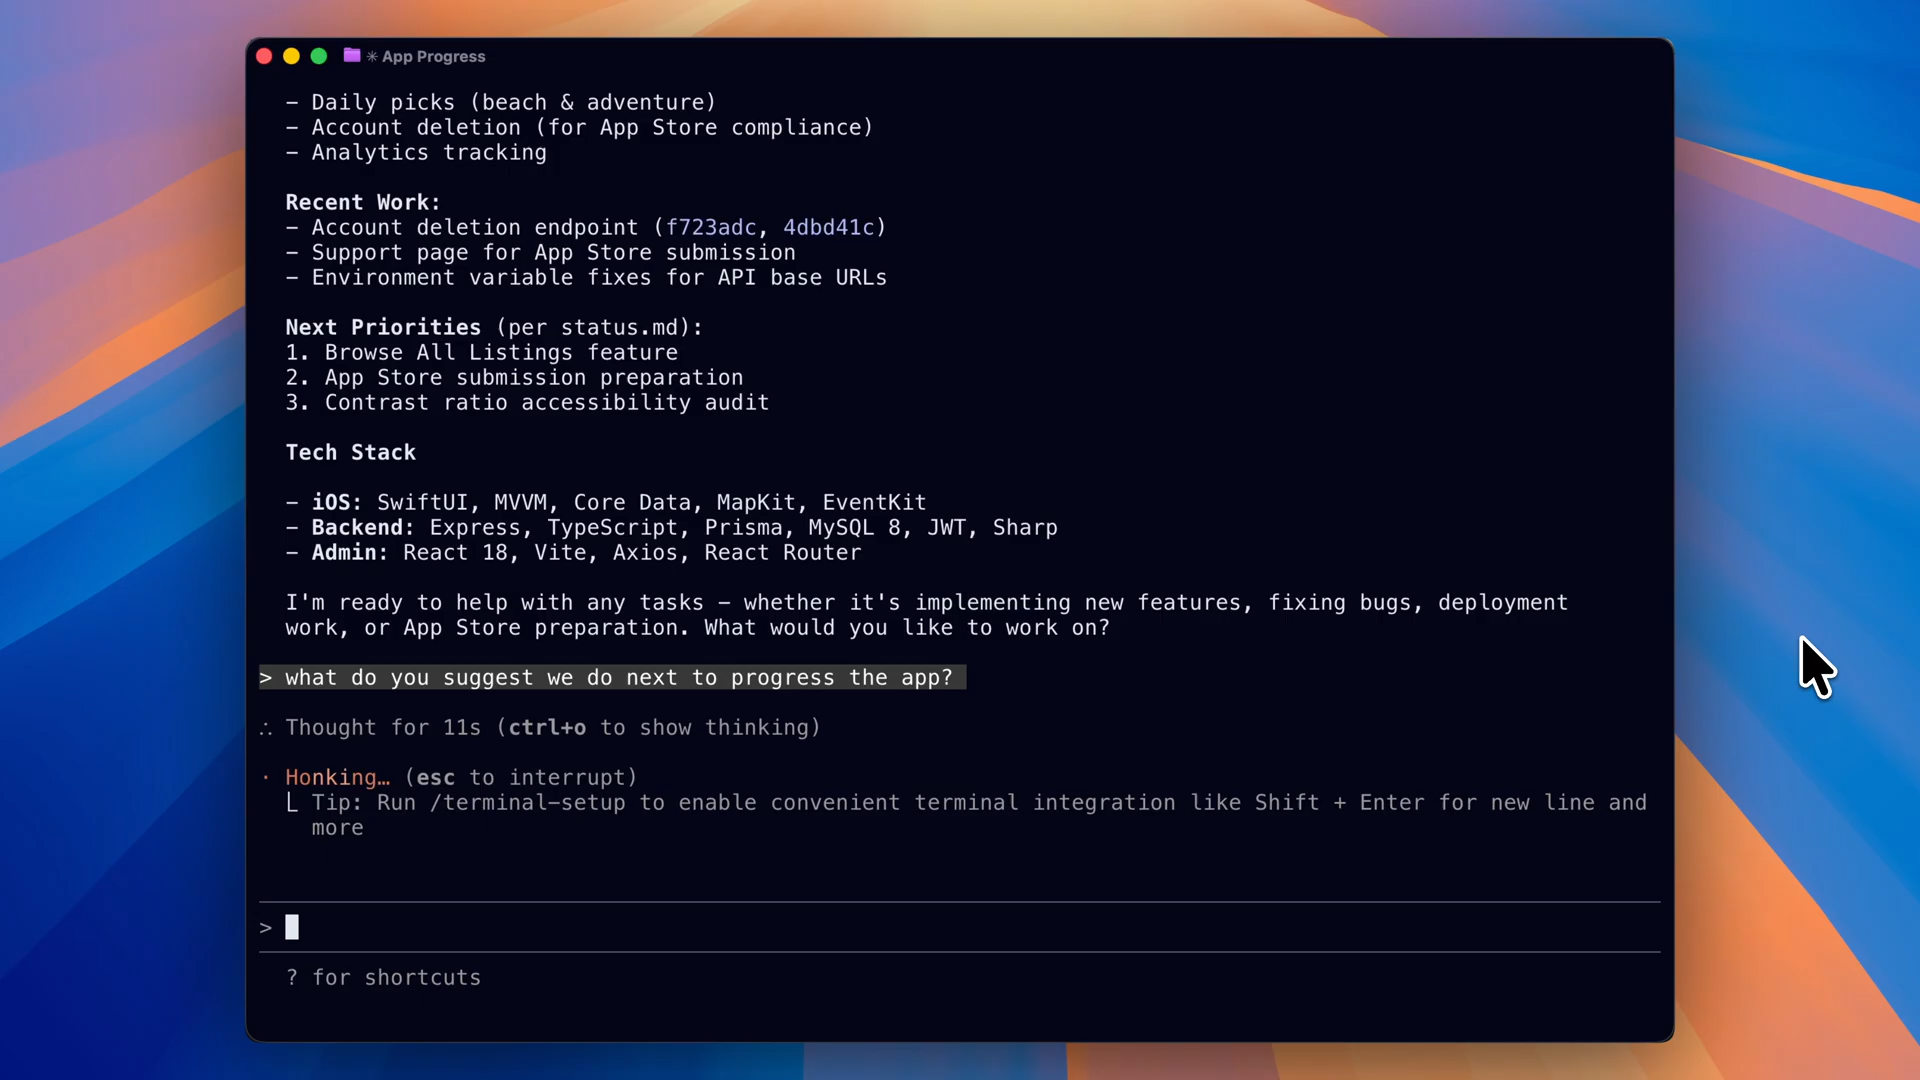 ✳ App Progress
– Daily picks (beach & adventure)
– Account deletion (for App Store compliance)
– Analytics tracking
Recent Work:
– Account deletion endpoint (f723adc, 4dbd41c)
– Support page for App Store submission
– Environment variable fixes for API base URLs
Next Priorities (per status.md):
1. Browse All Listings feature
2. App Store submission preparation
3. Contrast ratio accessibility audit
Tech Stack
– iOS: SwiftUI, MVVM, Core Data, MapKit, EventKit
– Backend: Express, TypeScript, Prisma, MySQL 8, JWT, Sharp
– Admin: React 18, Vite, Axios, React Router
I'm ready to help with any tasks – whether it's implementing new features, fixing bugs, deployment
work, or App Store preparation. What would you like to work on?
> what do you suggest we do next to progress the app?
∴ Thought for 11s (ctrl+o to show thinking)
· Honking… (esc to interrupt)
└ Tip: Run /terminal-setup to enable convenient terminal integration like Shift + Enter for new line and
more
>
? for shortcuts